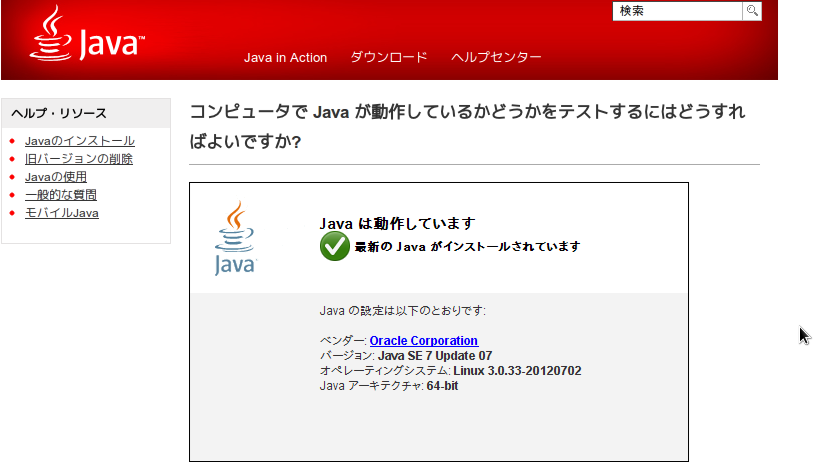 Java™
検索
Java in Action ダウンロード ヘルプセンター
ヘルプ・リソース
Javaのインストール
旧バージョンの削除
Javaの使用
一般的な質問
モバイルJava
コンピュータで Java が動作しているかどうかをテストするにはどうすれ
ばよいですか?
Java
Java は動作しています
最新の Java がインストールされています
Java の設定は以下のとおりです:
ベンダー: Oracle Corporation
バージョン: Java SE 7 Update 07
オペレーティングシステム: Linux 3.0.33-20120702
Java アーキテクチャ: 64-bit